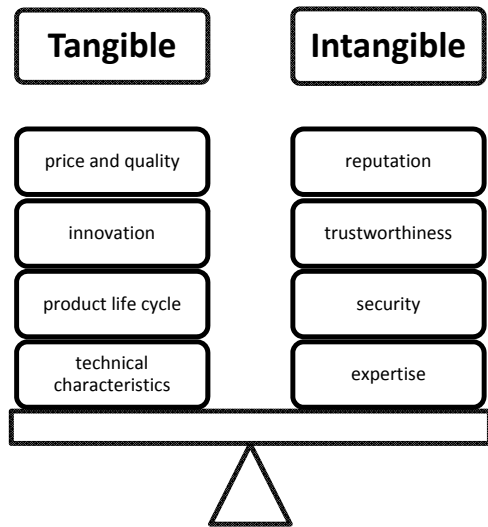 Tangible
Intangible
price and quality
reputation
innovation
trustworthiness
product life cycle
security
technical
characteristics
expertise